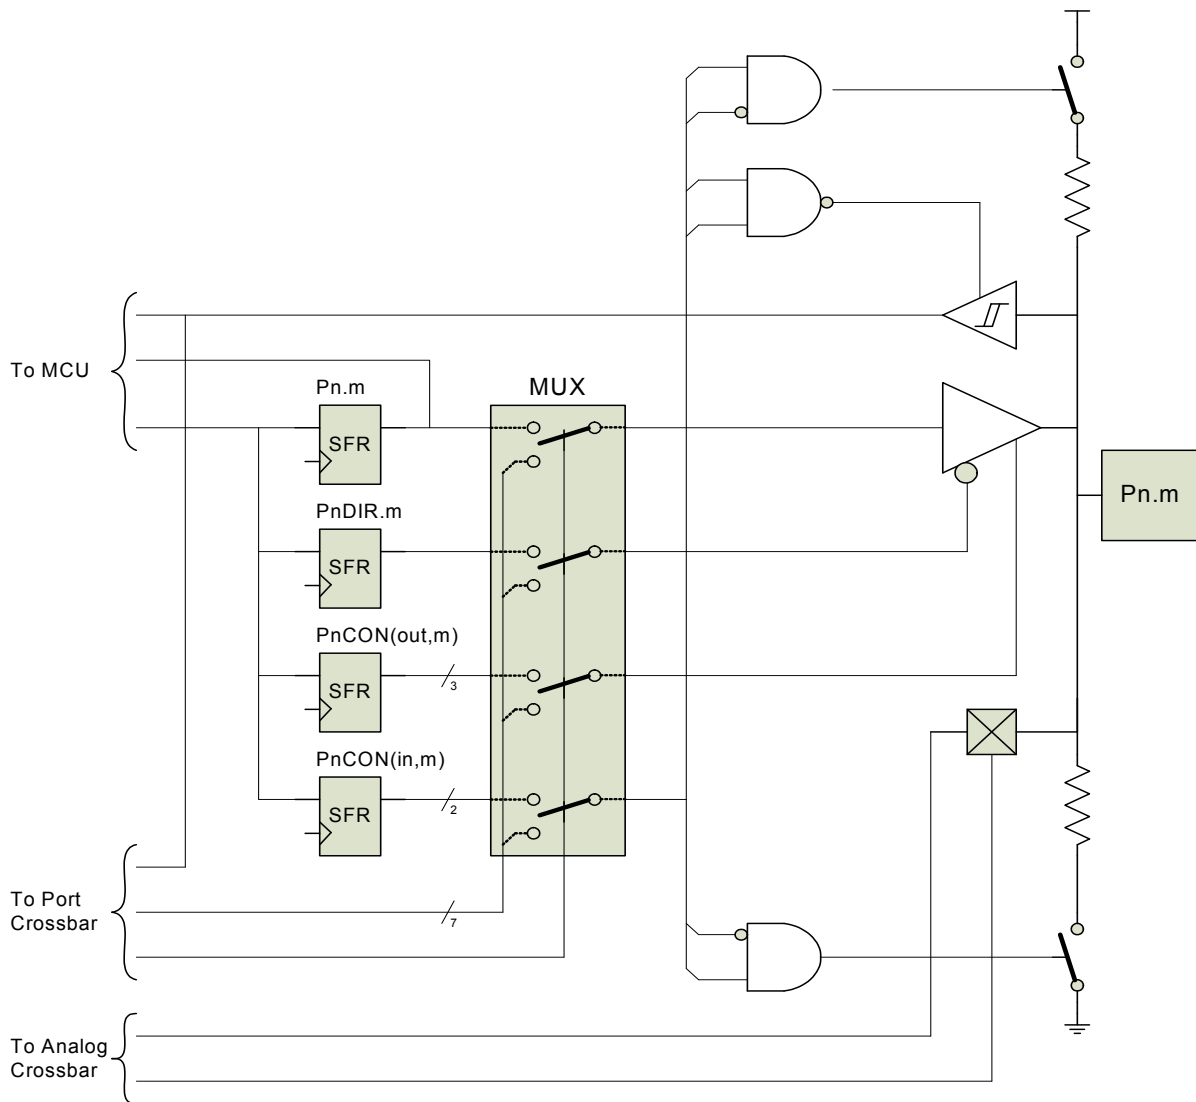 To MCU
Pn.m
SFR
MUX
PnDIR.m
SFR
Pn.m
PnCON(out,m)
SFR
3
PnCON(in,m)
SFR
2
To Port
Crossbar
7
To Analog
Crossbar